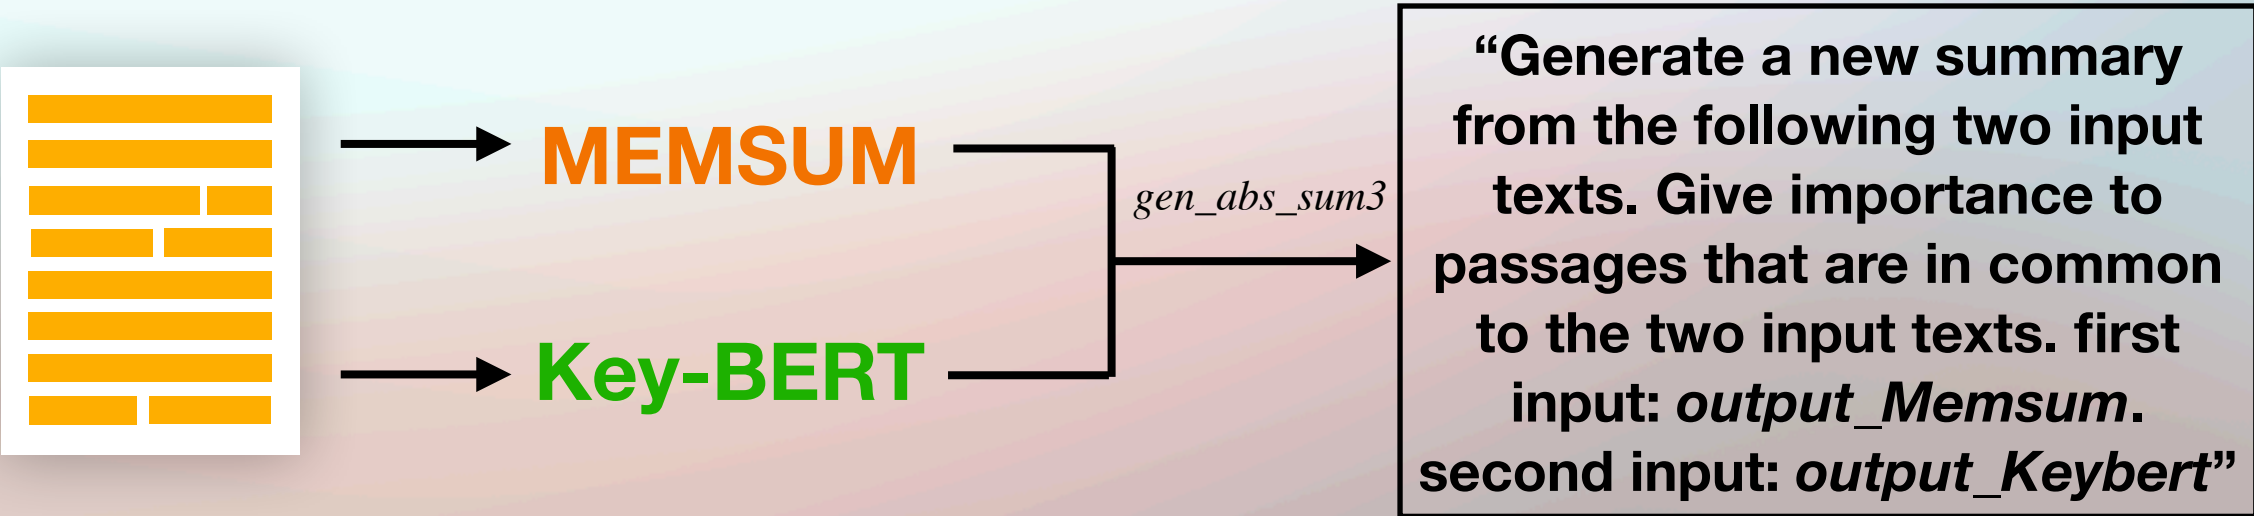 MEMSUM
Key-BERT
gen_abs_sum3
“Generate a new summary
from the following two input
texts. Give importance to
passages that are in common
to the two input texts. first
input: output_Memsum.
second input: output_Keybert”